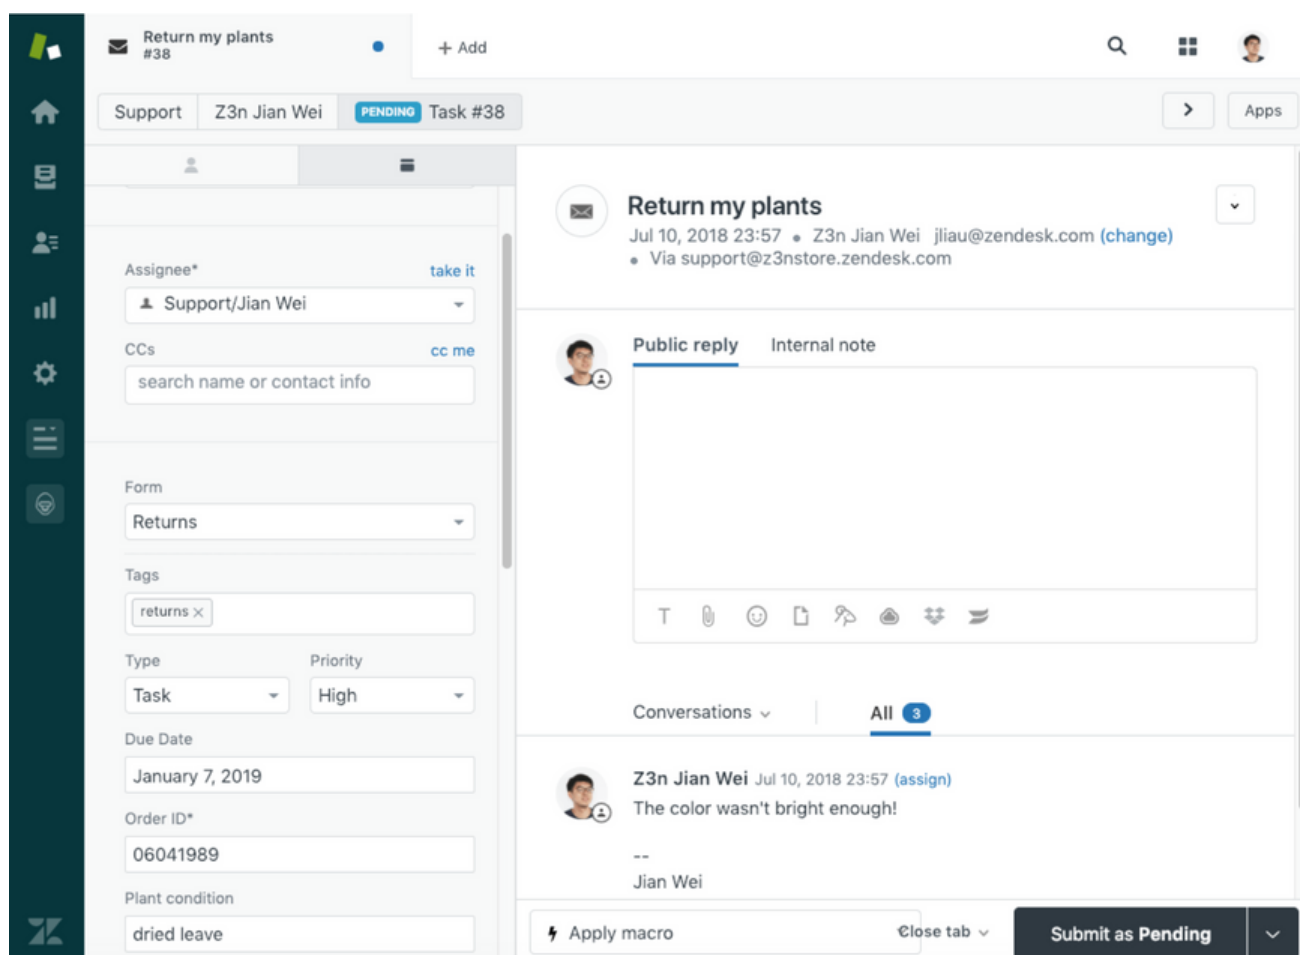 Return my plants
#38
+ Add
Support
Z3n Jian Wei
PENDING Task #38
Apps
Assignee*
take it
Support/Jian Wei
CCs
cc me
search name or contact info
Form
Returns
Tags
returns ×
Type
Priority
Task
High
Due Date
January 7, 2019
Order ID*
06041989
Plant condition
dried leave
Return my plants
Jul 10, 2018 23:57 • Z3n Jian Wei jliau@zendesk.com (change)
• Via support@z3nstore.zendesk.com
Public reply
Internal note
T
Conversations
All 3
Z3n Jian Wei Jul 10, 2018 23:57 (assign)
The color wasn't bright enough!
--
Jian Wei
Apply macro
Close tab
Submit as Pending